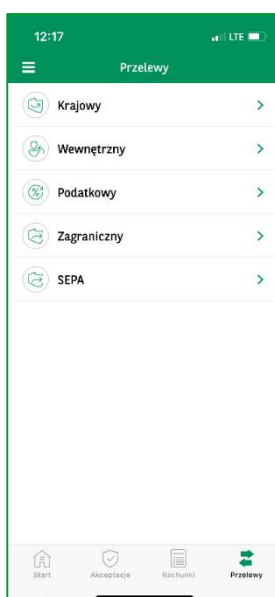 12:17
LTE
Przelewy
Krajowy
Wewnętrzny
Podatkowy
Zagraniczny
SEPA
Start
Akceptacje
Rachunki
Przelewy